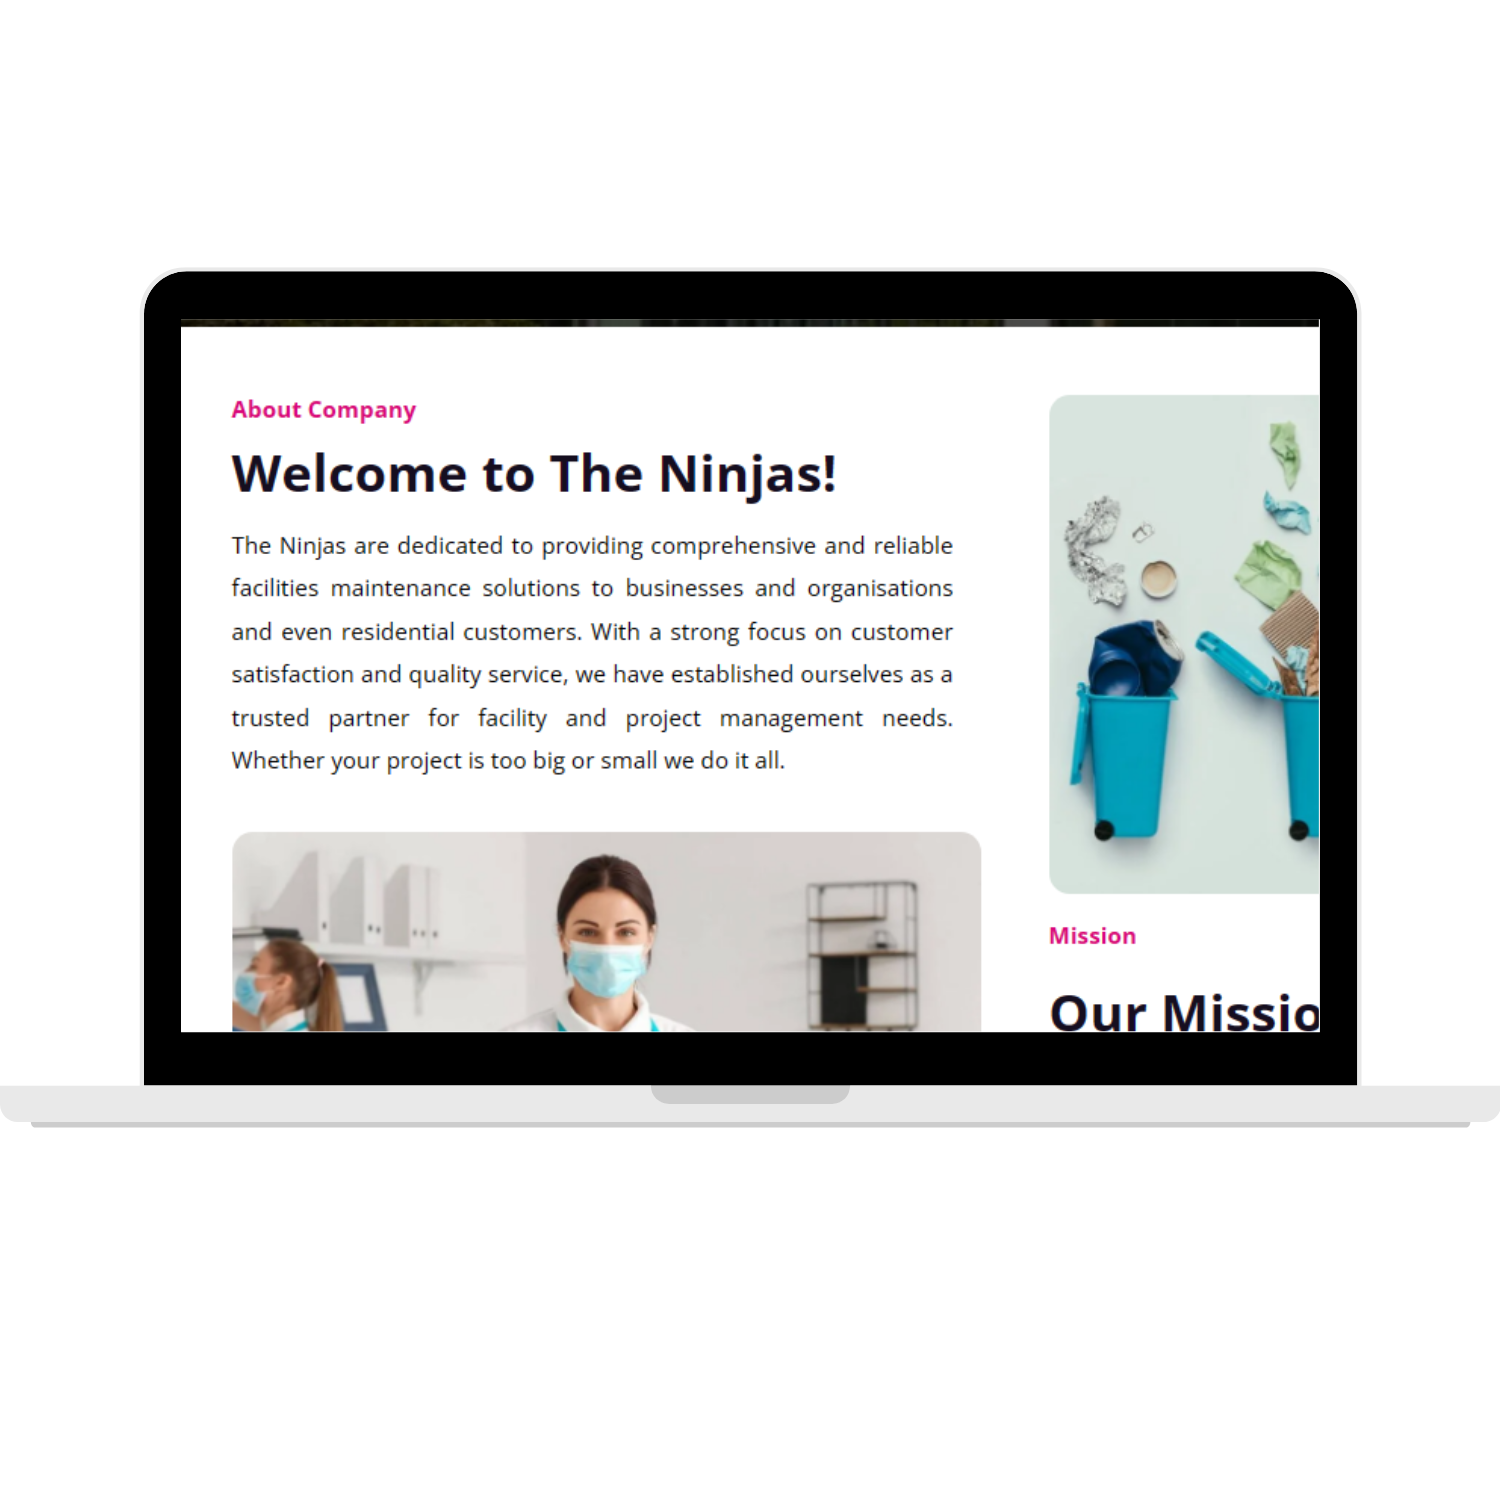 About Company
Welcome to The Ninjas!
The Ninjas are dedicated to providing comprehensive and reliable
facilities maintenance solutions to businesses and organisations
and even residential customers. With a strong focus on customer
satisfaction and quality service, we have established ourselves as a
trusted partner for facility and project management needs.
Whether your project is too big or small we do it all.
Mission
Our Missio